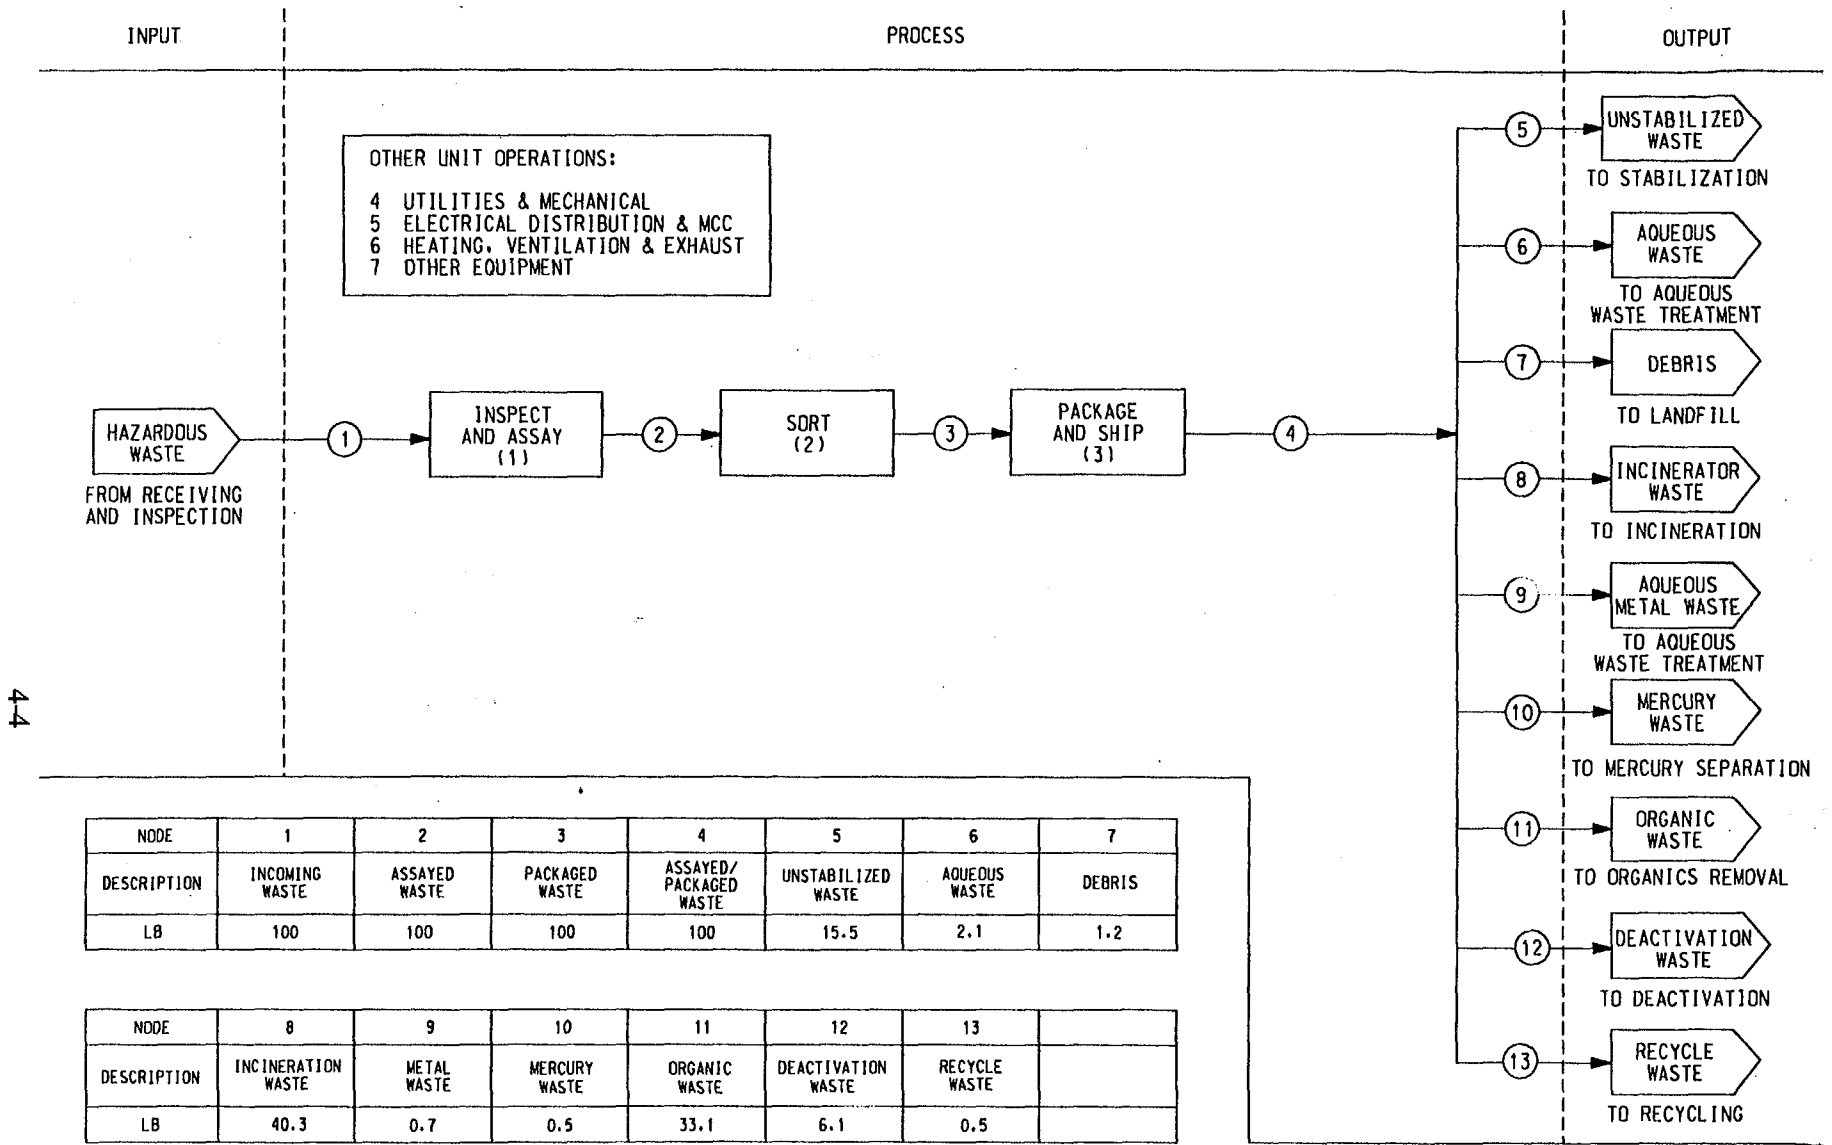 INPUT
PROCESS
OUTPUT
OTHER UNIT OPERATIONS:
4 UTILITIES & MECHANICAL
5 ELECTRICAL DISTRIBUTION & MCC
6 HEATING, VENTILATION & EXHAUST
7 OTHER EQUIPMENT
HAZARDOUS
WASTE
FROM RECEIVING
AND INSPECTION
1
INSPECT
AND ASSAY
(1)
2
SORT
(2)
3
PACKAGE
AND SHIP
(3)
4
5
UNSTABILIZED
WASTE
TO STABILIZATION
6
AQUEOUS
WASTE
TO AQUEOUS
WASTE TREATMENT
7
DEBRIS
TO LANDFILL
8
INCINERATOR
WASTE
TO INCINERATION
9
AQUEOUS
METAL WASTE
TO AQUEOUS
WASTE TREATMENT
10
MERCURY
WASTE
TO MERCURY SEPARATION
11
ORGANIC
WASTE
TO ORGANICS REMOVAL
12
DEACTIVATION
WASTE
TO DEACTIVATION
13
RECYCLE
WASTE
TO RECYCLING
NODE 1 2 3 4 5 6 7
DESCRIPTION
INCOMING
WASTE
ASSAYED
WASTE
PACKAGED
WASTE
ASSAYED/
PACKAGED
WASTE
UNSTABILIZED
WASTE
AQUEOUS
WASTE
DEBRIS
LB 100 100 100 100 15.5 2.1 1.2
NODE 8 9 10 11 12 13
DESCRIPTION
INCINERATION
WASTE
METAL
WASTE
MERCURY
WASTE
ORGANIC
WASTE
DEACTIVATION
WASTE
RECYCLE
WASTE
LB 40.3 0.7 0.5 33.1 6.1 0.5
4-4